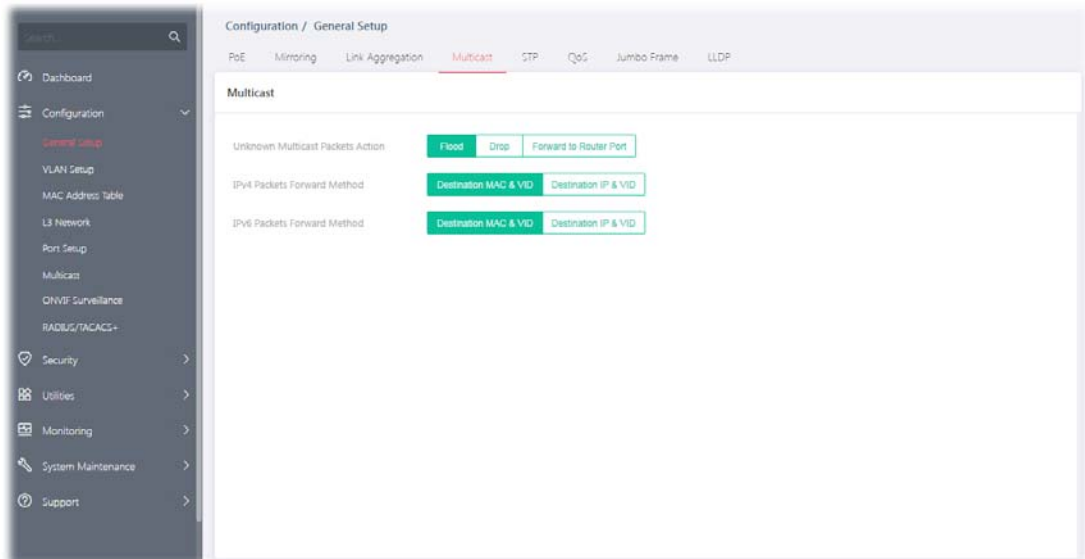 Search...
Dashboard
Configuration
General Setup
VLAN Setup
MAC Address Table
L3 Network
Port Setup
Multicast
ONVIF Surveillance
RADIUS/TACACS+
Security
Utilities
Monitoring
System Maintenance
Support
Configuration / General Setup
PoE Mirroring Link Aggregation Multicast STP QoS Jumbo Frame LLDP
Multicast
Unknown Multicast Packets Action Flood Drop Forward to Router Port
IPv4 Packets Forward Method Destination MAC & VID Destination IP & VID
IPv6 Packets Forward Method Destination MAC & VID Destination IP & VID